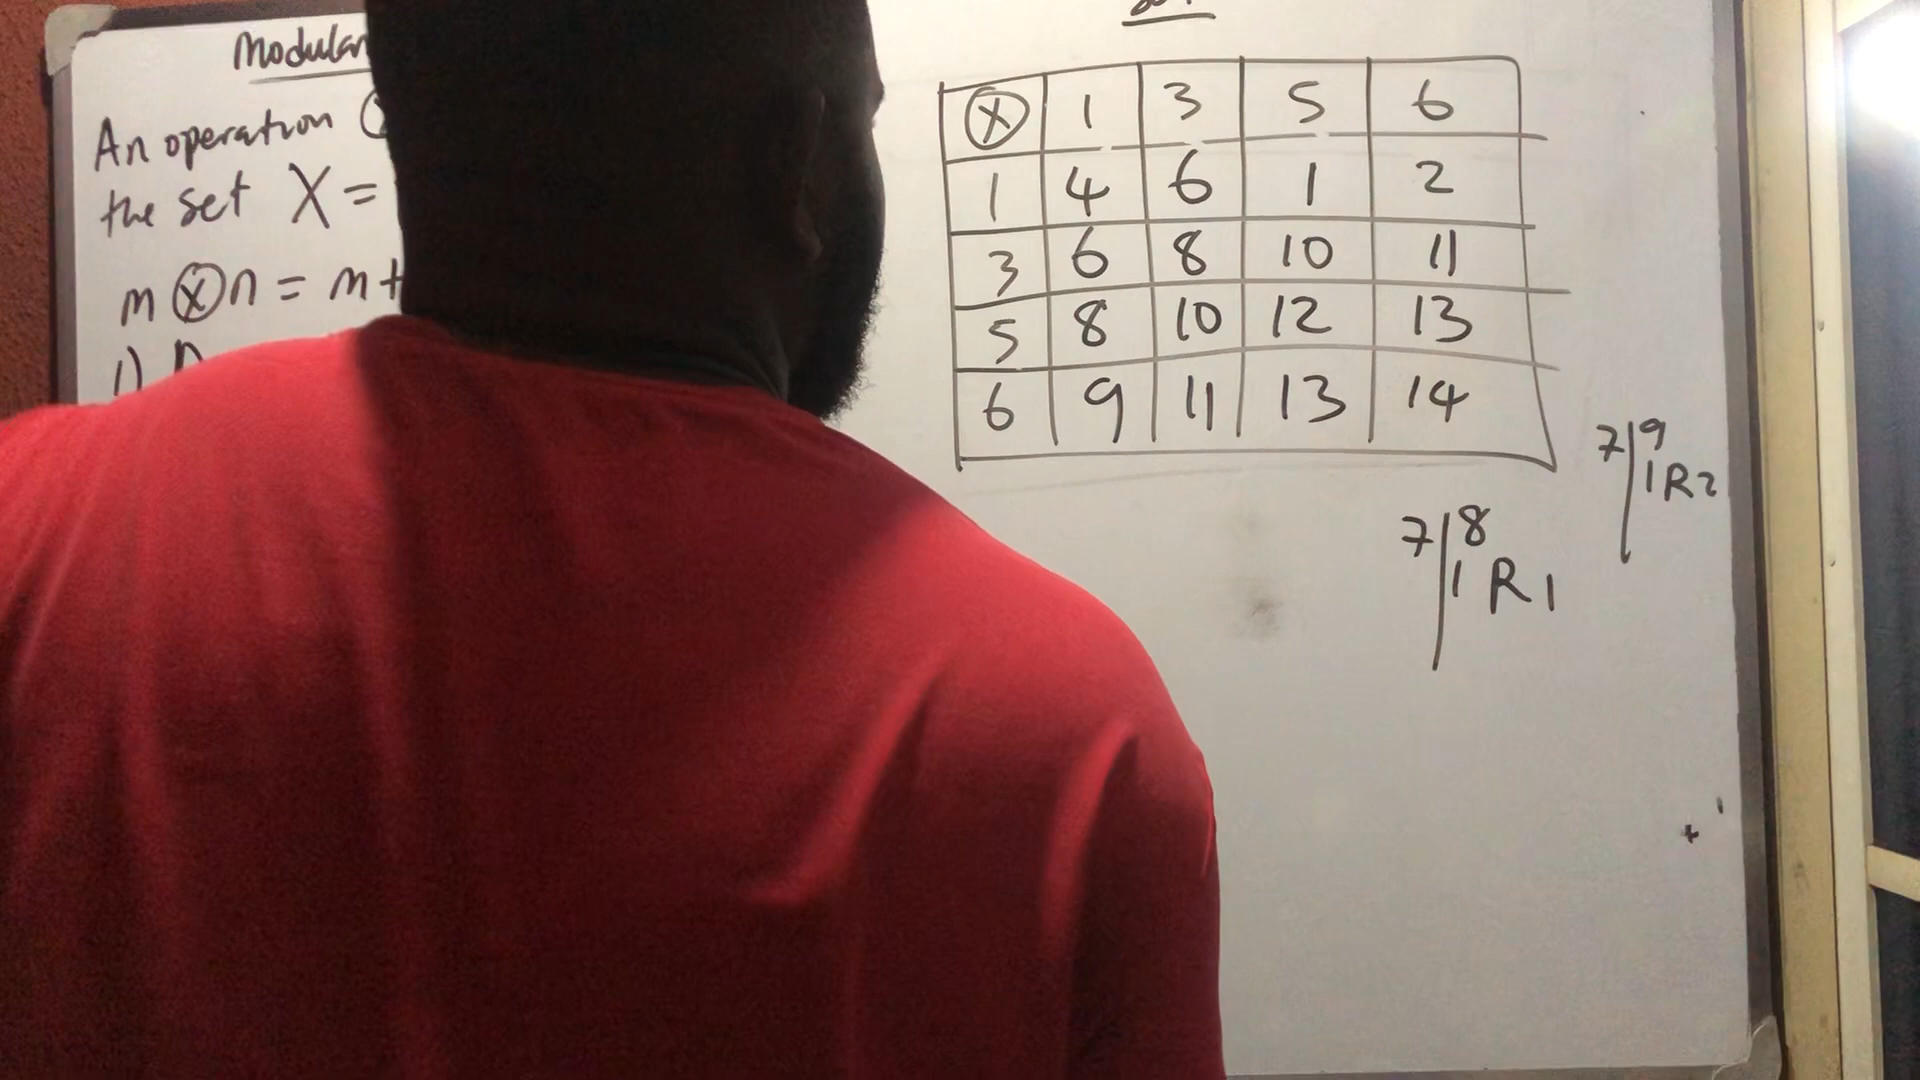 Modular
An operation
the set X =
m ⓧ n = m +
1)
ⓧ 1 3 5 6
1 4 6 1 2
3 6 8 10 11
5 8 10 12 13
6 9 11 13 14
7 9
1 R 2
7 8
1 R 1